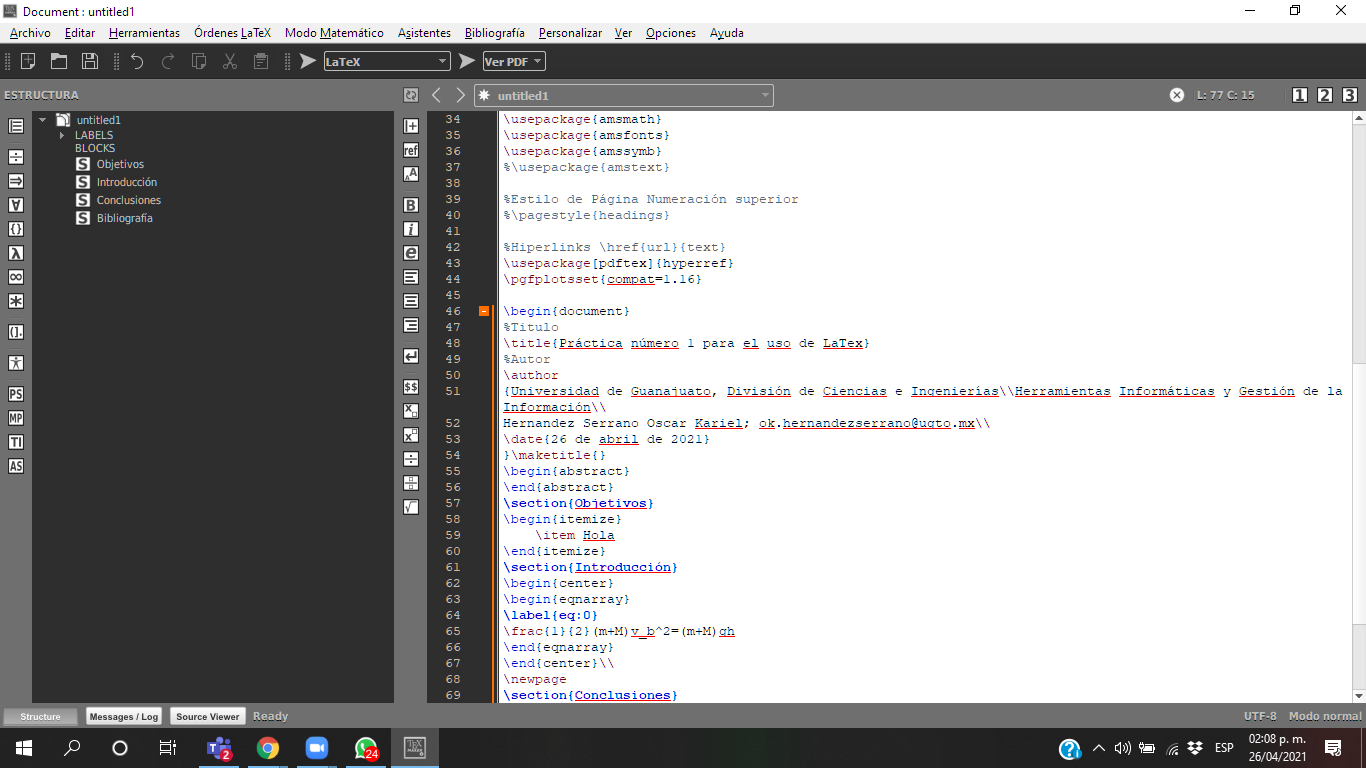 Document : untitled1
Archivo Editar Herramientas Órdenes LaTeX Modo Matemático Asistentes Bibliografía Personalizar Ver Opciones Ayuda
LaTeX Ver PDF
ESTRUCTURA untitled1 L: 77 C: 15 1 2 3
untitled1
LABELS
BLOCKS
Objetivos
Introducción
Conclusiones
Bibliografía
34 \usepackage{amsmath}
35 \usepackage{amsfonts}
36 \usepackage{amssymb}
37 %\usepackage{amstext}
38
39 %Estilo de Página Numeración superior
40 %\pagestyle{headings}
41
42 %Hiperlinks \href{url}{text}
43 \usepackage[pdftex]{hyperref}
44 \pgfplotsset{compat=1.16}
45
46 \begin{document}
47 %Titulo
48 \title{Práctica número 1 para el uso de LaTex}
49 %Autor
50 \author
51 {Universidad de Guanajuato, División de Ciencias e Ingenierías\\Herramientas Informáticas y Gestión de la
Información\\
52 Hernandez Serrano Oscar Kariel; ok.hernandezserrano@ugto.mx\\
53 \date{26 de abril de 2021}
54 }\maketitle{}
55 \begin{abstract}
56 \end{abstract}
57 \section{Objetivos}
58 \begin{itemize}
59 \item Hola
60 \end{itemize}
61 \section{Introducción}
62 \begin{center}
63 \begin{eqnarray}
64 \label{eq:0}
65 \frac{1}{2}(m+M)v_b^2=(m+M)gh
66 \end{eqnarray}
67 \end{center}\\
68 \newpage
69 \section{Conclusiones}
Structure Messages / Log Source Viewer Ready UTF-8 Modo normal
2 24 ESP 02:08 p. m.
26/04/2021